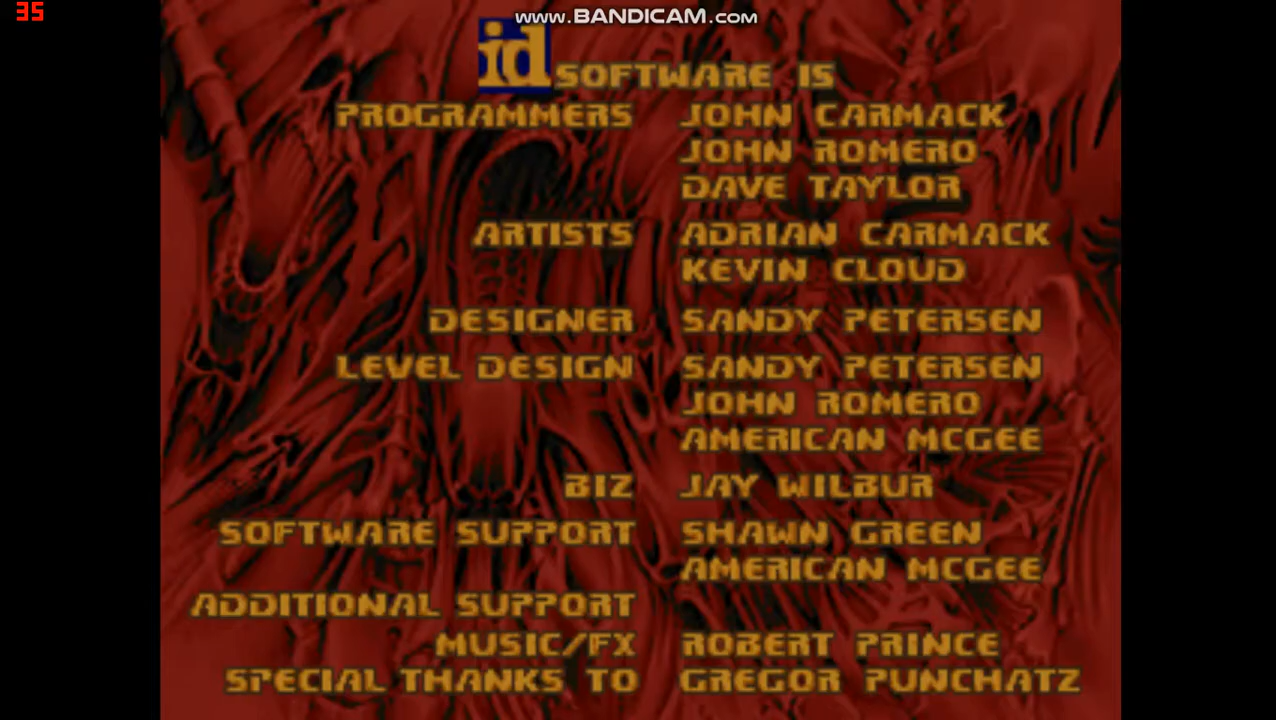 35
www.BANDICAM.com
id SOFTWARE IS
PROGRAMMERS JOHN CARMACK
JOHN ROMERO
DAVE TAYLOR
ARTISTS ADRIAN CARMACK
KEVIN CLOUD
DESIGNER SANDY PETERSEN
LEVEL DESIGN SANDY PETERSEN
JOHN ROMERO
AMERICAN MCGEE
BIZ JAY WILBUR
SOFTWARE SUPPORT SHAWN GREEN
AMERICAN MCGEE
ADDITIONAL SUPPORT
MUSIC/FX ROBERT PRINCE
SPECIAL THANKS TO GREGOR PUNCHATZ